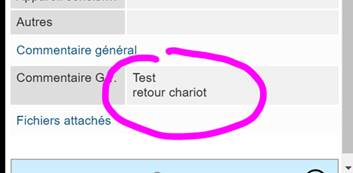 Autres
Commentaire général
Commentaire G
Test
retour chariot
Fichiers attachés